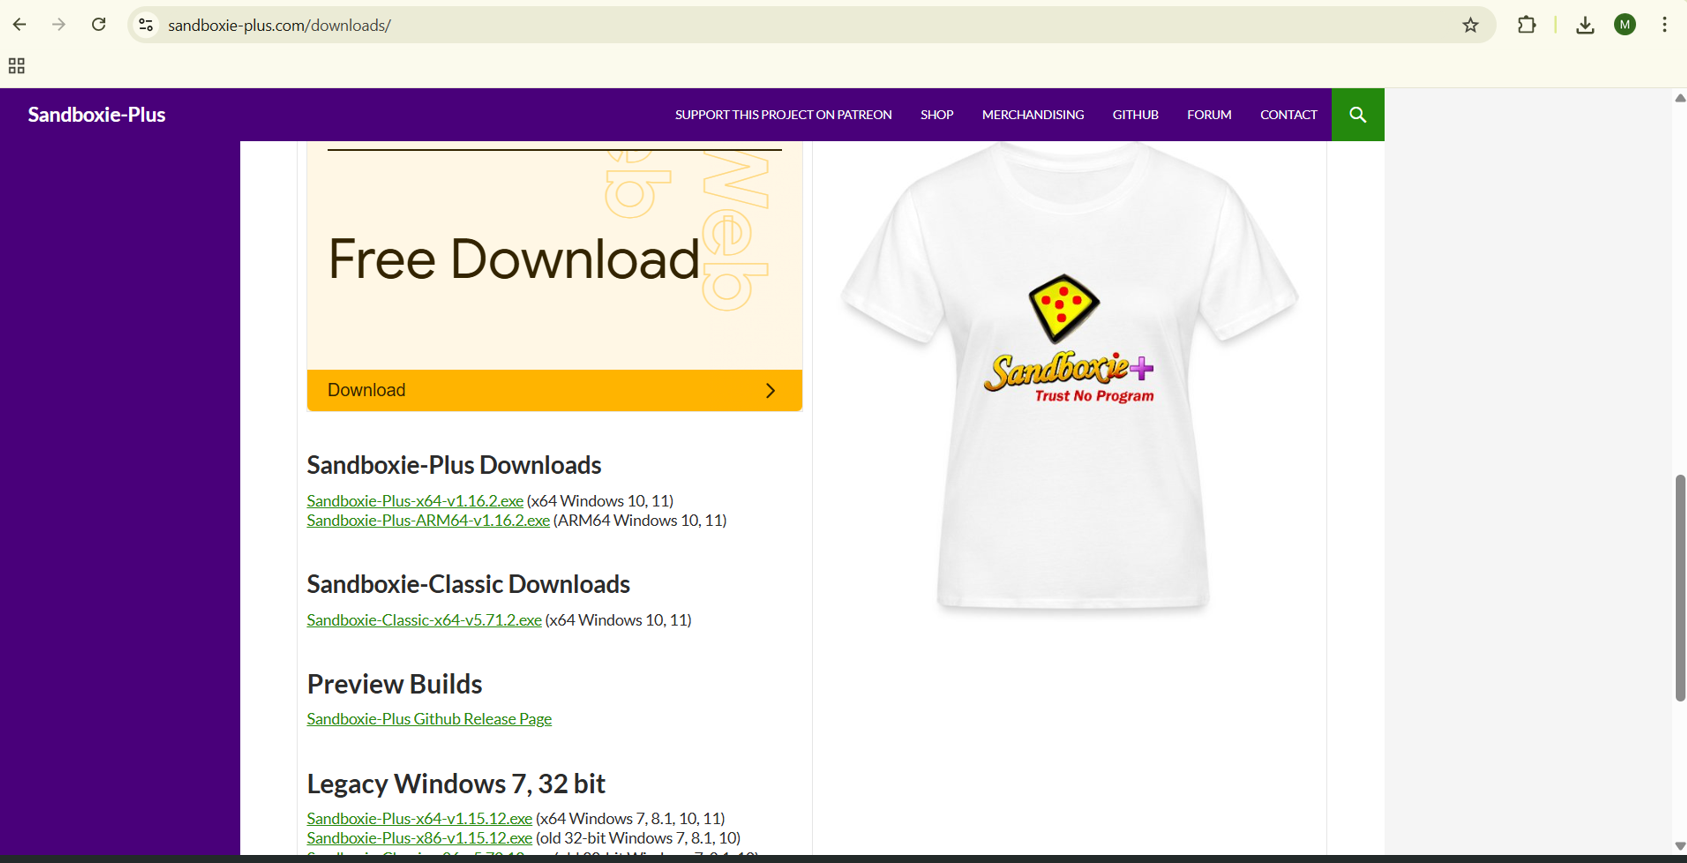 sandboxie-plus.com/downloads/
M
Sandboxie-Plus
SUPPORT THIS PROJECT ON PATREON SHOP MERCHANDISING GITHUB FORUM CONTACT
Web
Free Download
Download
Sandboxie+
Trust No Program
Sandboxie-Plus Downloads
Sandboxie-Plus-x64-v1.16.2.exe (x64 Windows 10, 11)
Sandboxie-Plus-ARM64-v1.16.2.exe (ARM64 Windows 10, 11)
Sandboxie-Classic Downloads
Sandboxie-Classic-x64-v5.71.2.exe (x64 Windows 10, 11)
Preview Builds
Sandboxie-Plus Github Release Page
Legacy Windows 7, 32 bit
Sandboxie-Plus-x64-v1.15.12.exe (x64 Windows 7, 8.1, 10, 11)
Sandboxie-Plus-x86-v1.15.12.exe (old 32-bit Windows 7, 8.1, 10)